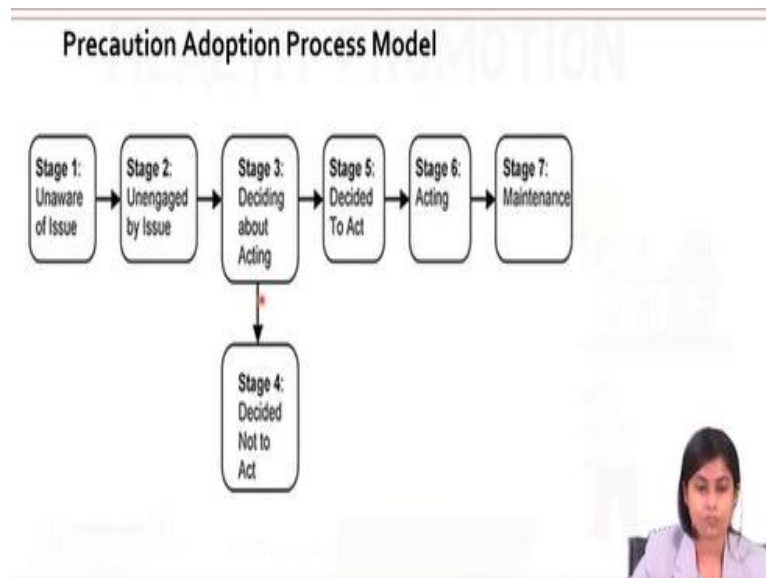 Precaution Adoption Process Model
Stage 1:
Unaware
of Issue
Stage 2:
Unengaged
by Issue
Stage 3:
Deciding
about
Acting
Stage 5:
Decided
To Act
Stage 6:
Acting
Stage 7:
Maintenance
Stage 4:
Decided
Not to
Act